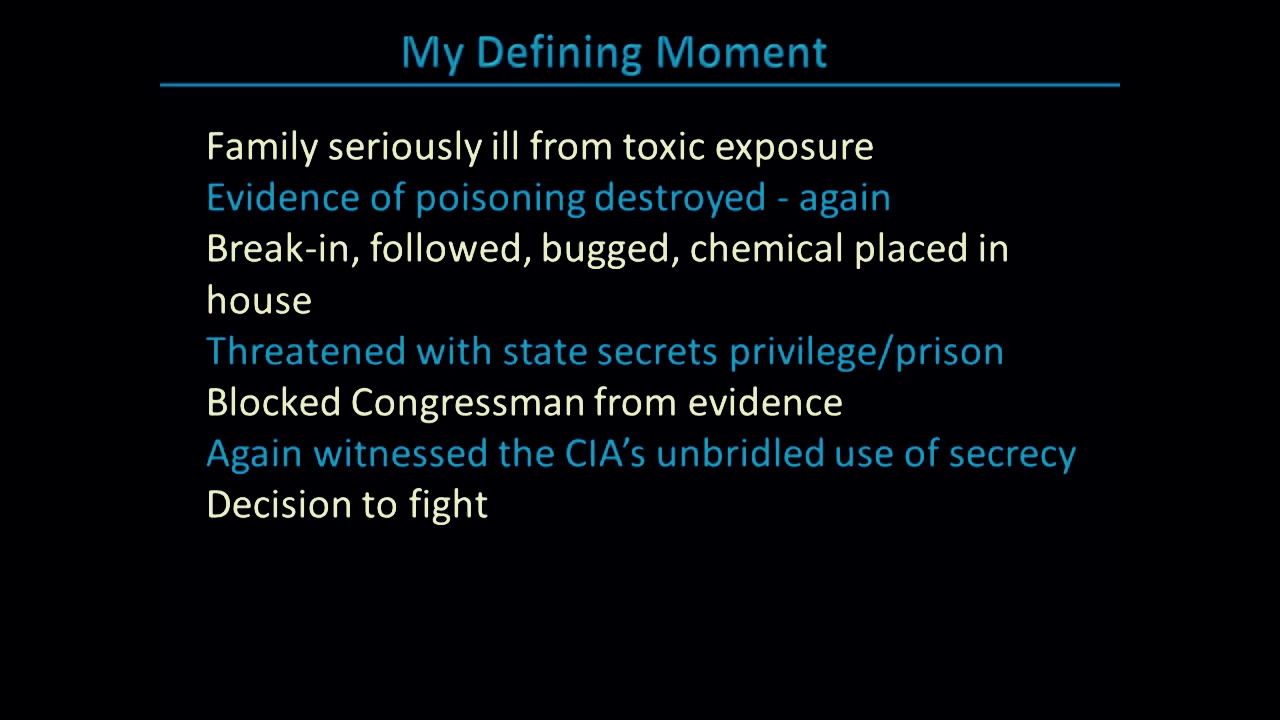 My Defining Moment
Family seriously ill from toxic exposure
Evidence of poisoning destroyed - again
Break-in, followed, bugged, chemical placed in
house
Threatened with state secrets privilege/prison
Blocked Congressman from evidence
Again witnessed the CIA’s unbridled use of secrecy
Decision to fight